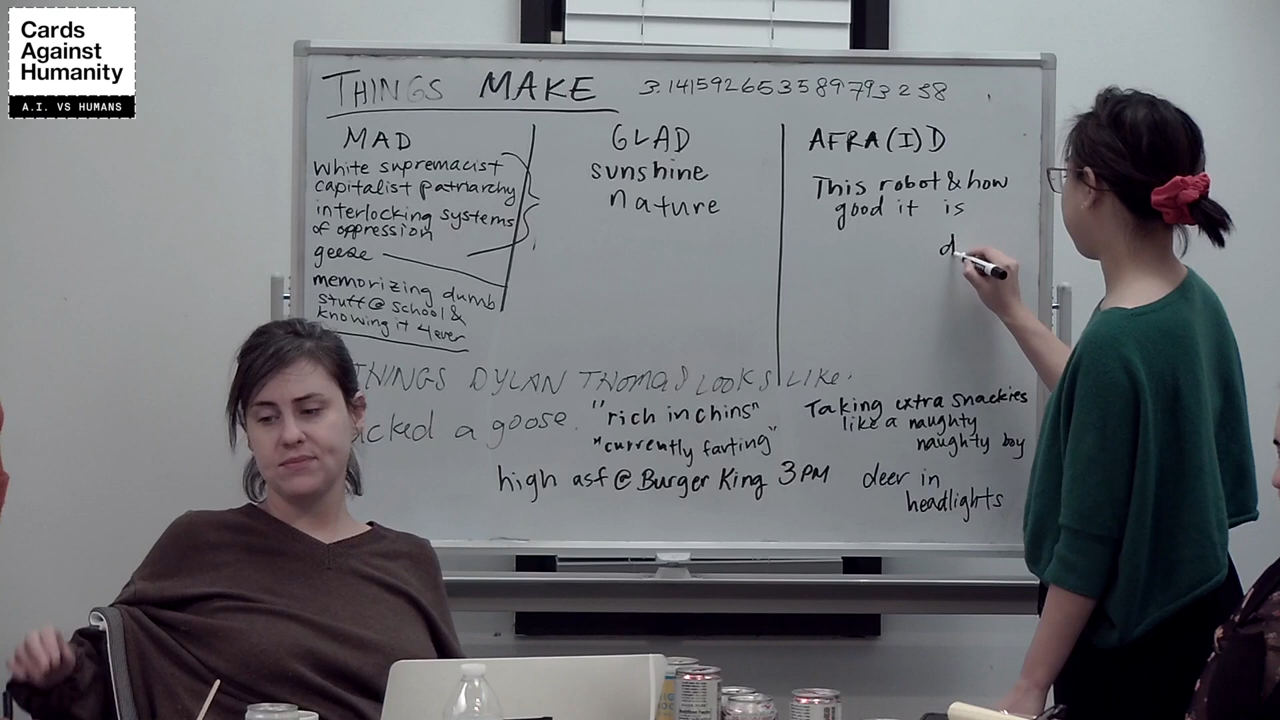 Cards
Against
Humanity
A.I. VS HUMANS
THINGS MAKE
3.141592653589793238
MAD
white supremacist
capitalist patriarchy
interlocking systems
of oppression
geese
memorizing dumb
stuff @ school &
knowing it 4ever
GLAD
sunshine
nature
AFRA(I)D
This robot & how
good it is
d
THINGS DYLAN THOMAS LOOKS LIKE:
icked a goose.
"rich in chins"
"currently farting"
Taking extra snackies
like a naughty
naughty boy
high asf @ Burger King 3PM
deer in
headlights